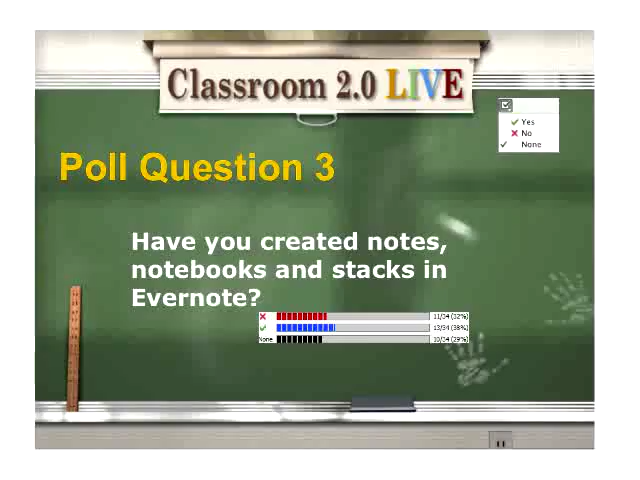 Classroom 2.0 LIVE
Yes
No
None
Poll Question 3
Have you created notes,
notebooks and stacks in
Evernote?
11/34 (32%)
13/34 (38%)
None 10/34 (29%)